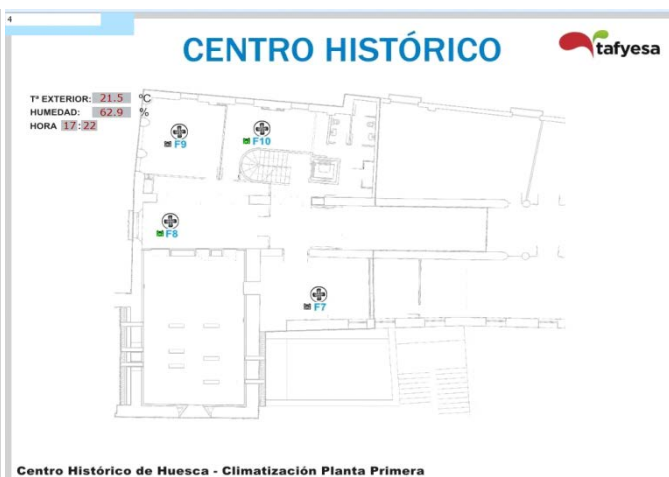 4
CENTRO HISTÓRICO
tafyesa
Tª EXTERIOR: 21.5 ºC
HUMEDAD: 62.9 %
HORA 17:22
F9
F10
F8
F7
Centro Histórico de Huesca - Climatización Planta Primera